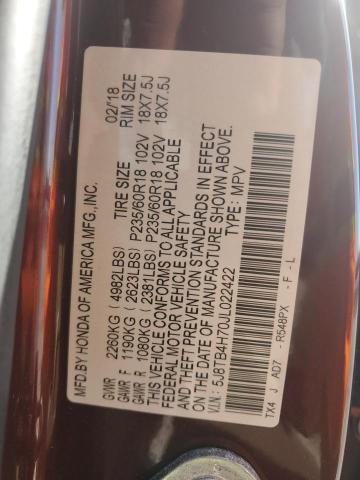 MFD.BY HONDA OF AMERICA MFG.,INC. 02/18
GVWR 2260KG (4982LBS) TIRE SIZE RIM SIZE
GAWR F 1190KG (2623LBS) P235/60R18 102V 18X7.5J
GAWR R 1080KG (2381LBS) P235/60R18 102V 18X7.5J
THIS VEHICLE CONFORMS TO ALL APPLICABLE
FEDERAL MOTOR VEHICLE SAFETY
AND THEFT PREVENTION STANDARDS IN EFFECT
ON THE DATE OF MANUFACTURE SHOWN ABOVE.
V.I.N: 5J8TB4H70JL022422 TYPE: MPV
TX4 J AD7 - R548PX - F - L